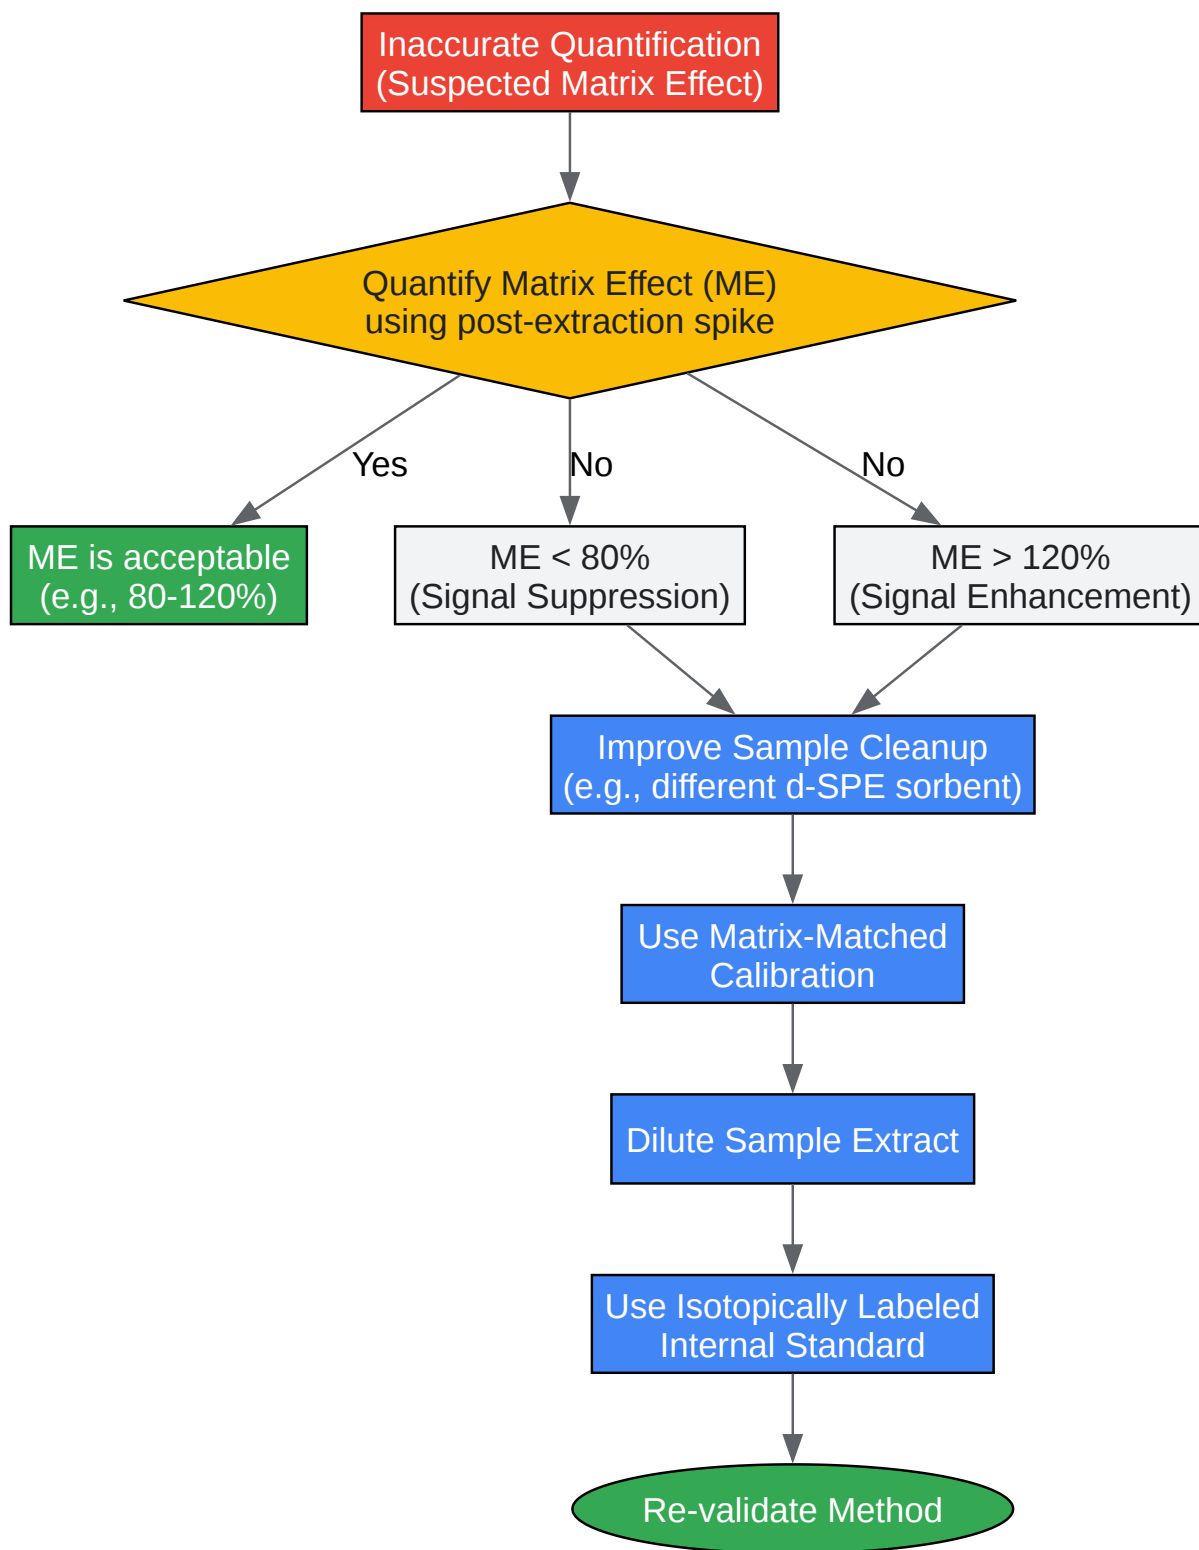 Inaccurate Quantification
(Suspected Matrix Effect)
Quantify Matrix Effect (ME)
using post-extraction spike
Yes
No
No
ME is acceptable
(e.g., 80-120%)
ME < 80%
(Signal Suppression)
ME > 120%
(Signal Enhancement)
Improve Sample Cleanup
(e.g., different d-SPE sorbent)
Use Matrix-Matched
Calibration
Dilute Sample Extract
Use Isotopically Labeled
Internal Standard
Re-validate Method